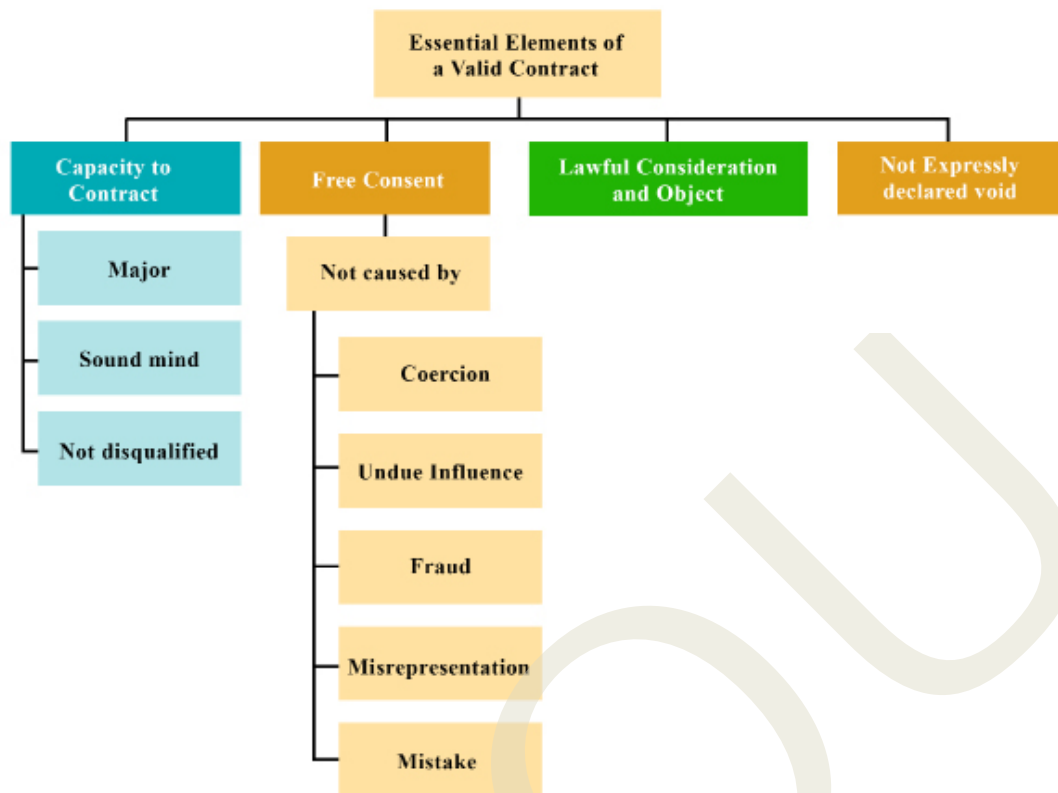 Essential Elements of
a Valid Contract
Capacity to
Contract
Free Consent
Lawful Consideration
and Object
Not Expressly
declared void
Major
Sound mind
Not disqualified
Not caused by
Coercion
Undue Influence
Fraud
Misrepresentation
Mistake
OU